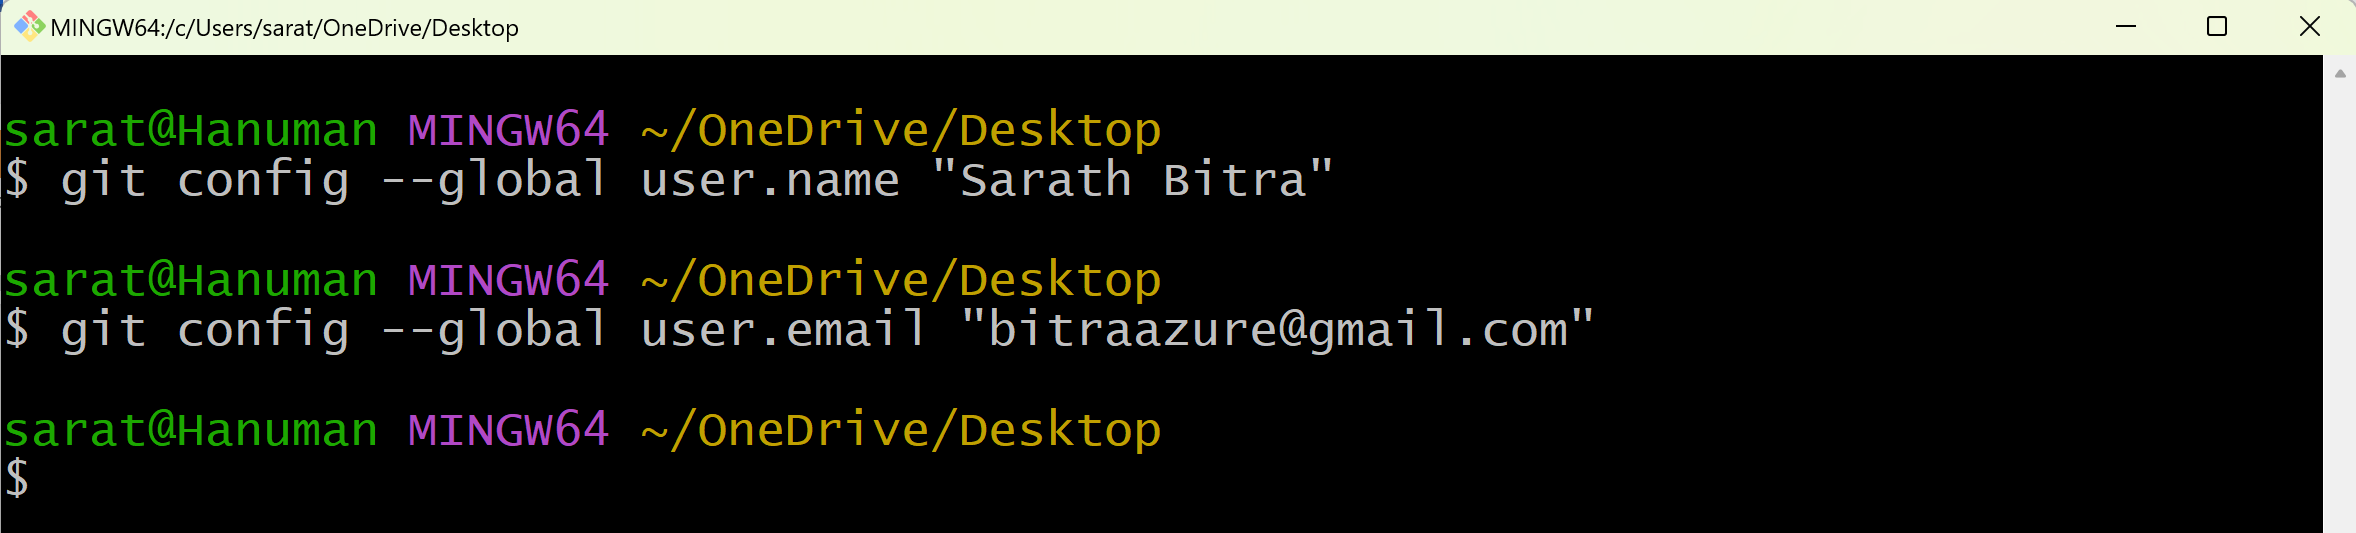 MINGW64:/c/Users/sarat/OneDrive/Desktop
sarat@Hanuman MINGW64 ~/OneDrive/Desktop
$ git config --global user.name "Sarath Bitra"
sarat@Hanuman MINGW64 ~/OneDrive/Desktop
$ git config --global user.email "bitraazure@gmail.com"
sarat@Hanuman MINGW64 ~/OneDrive/Desktop
$